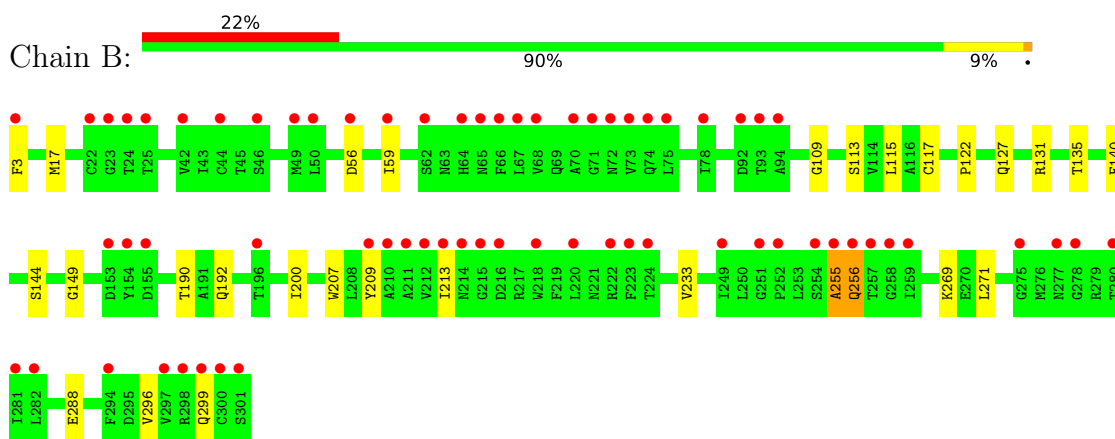 22%
Chain B:
90%
9%
F3 M17 C22 G23 T24 T25 V42 I43 C44 T45 S46 M49 L50 D56 I59 S62 N63 H64 N65 F66 L67 V68 Q69 A70 G71 N72 V73 Q74 L75 I78 D92 T93 A94 G109 S113 V114 L115 A116 C117 P122 Q127 R131 T135
S144 G149 D153 Y154 D155 T190 A191 Q192 T196 I200 W207 L208 Y209 A210 A211 V212 I213 N214 G215 D216 R217 W218 F219 L220 N221 R222 F223 T224 V233 I249 L250 G251 P252 L253 S254 A255 Q256 T257 G258 I259 K269 E270 L271 G275 M276 N277 G278 R279 T280
I281 L282 E288 F294 D295 V296 V297 R298 Q299 C300 S301